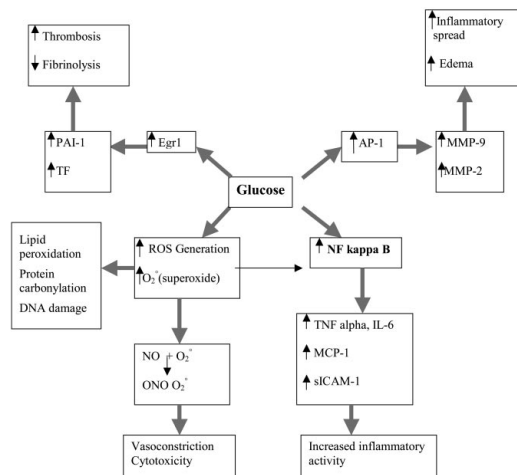 Thrombosis
Fibrinolysis
Inflammatory
spread
Edema
PAI-1
TF
Egr1
AP-1
MMP-9
MMP-2
Glucose
Lipid
peroxidation
Protein
carbonylation
DNA damage
ROS Generation
O₂⁻(superoxide)
NF kappa B
TNF alpha, IL-6
MCP-1
sICAM-1
NO + O₂⁻
ONO O₂⁻
Vasoconstriction
Cytotoxicity
Increased inflammatory
activity